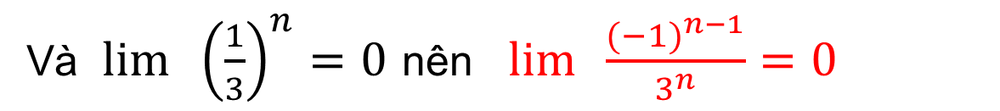 Và lim (1/3)^n = 0 nên lim (−1)^(n−1)/3^n = 0